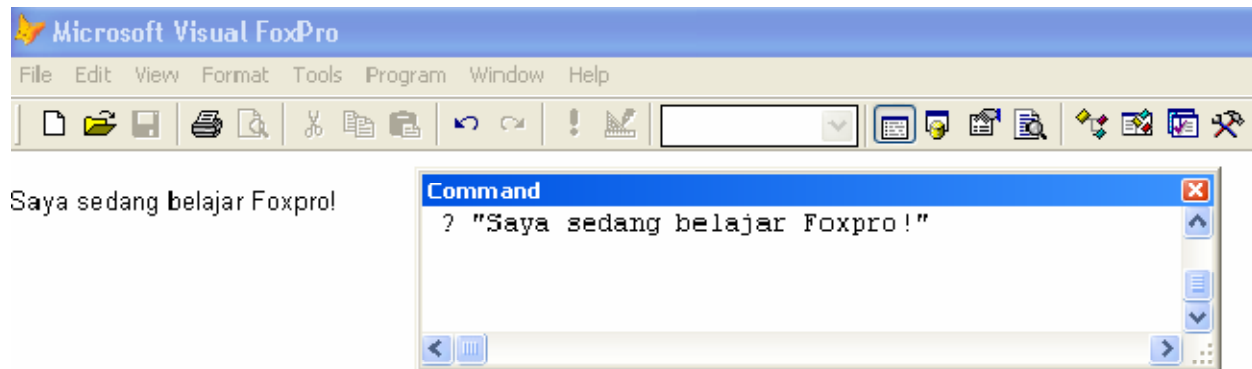 Microsoft Visual FoxPro
File Edit View Format Tools Program Window Help
Saya sedang belajar Foxpro!
Command
? "Saya sedang belajar Foxpro!"